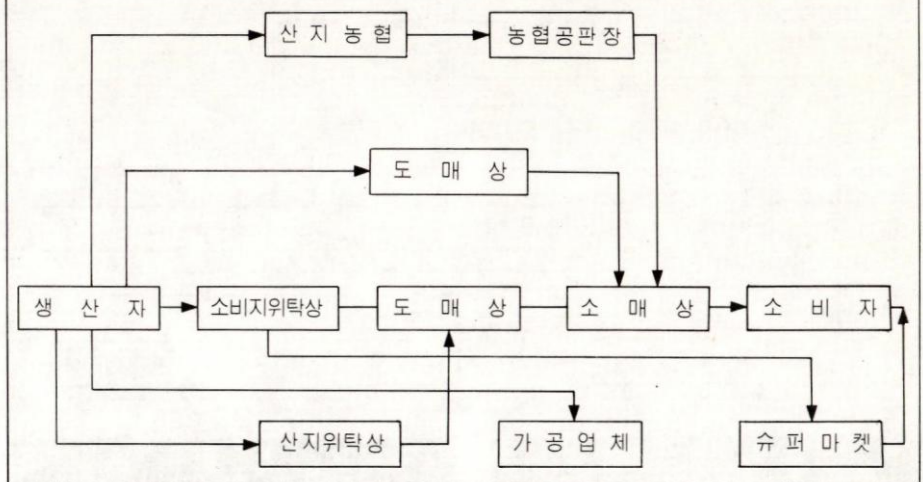 산지농협 농협공판장
도매상
생산자 소비지위탁상 도매상 소매상 소비자
산지위탁상 가공업체 슈퍼마켓